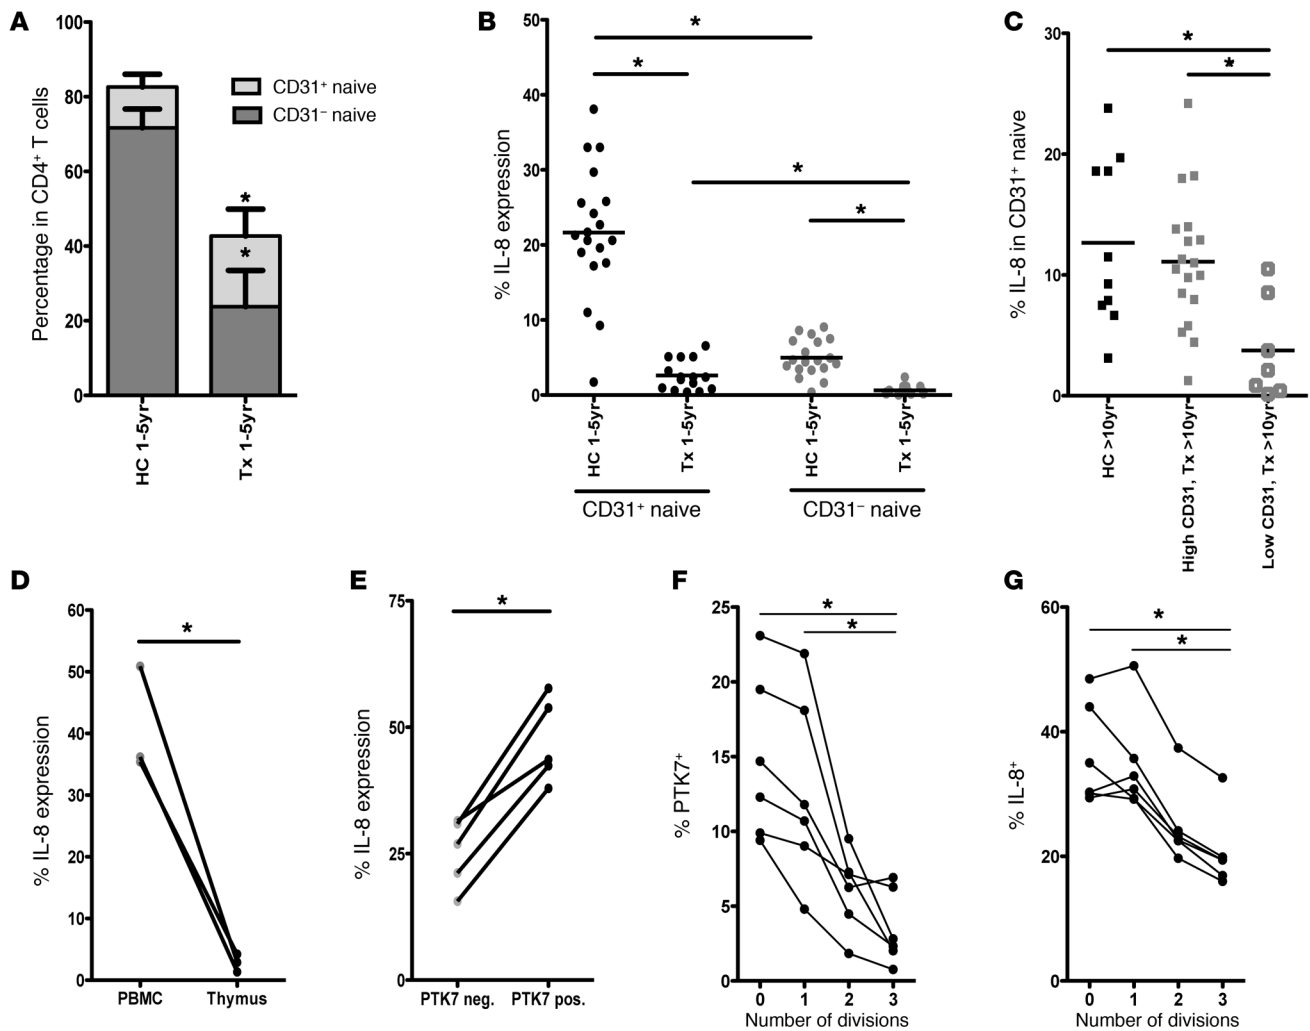 A
100
80
60
40
20
0
Percentage in CD4⁺ T cells
CD31⁺ naive
CD31⁻ naive
*
*
HC 1-5yr
Tx 1-5yr
B
50
40
30
20
10
0
% IL-8 expression
*
*
*
*
HC 1-5yr
Tx 1-5yr
HC 1-5yr
Tx 1-5yr
CD31⁺ naive
CD31⁻ naive
C
30
20
10
0
% IL-8 in CD31⁺ naive
*
*
HC >10yr
High CD31, Tx >10yr
Low CD31, Tx >10yr
D
60
50
40
30
20
10
0
% IL-8 expression
*
PBMC
Thymus
E
75
50
25
0
% IL-8 expression
*
PTK7 neg.
PTK7 pos.
F
25
20
15
10
5
0
% PTK7⁺
*
*
0 1 2 3
Number of divisions
G
60
40
20
0
% IL-8⁺
*
*
0 1 2 3
Number of divisions